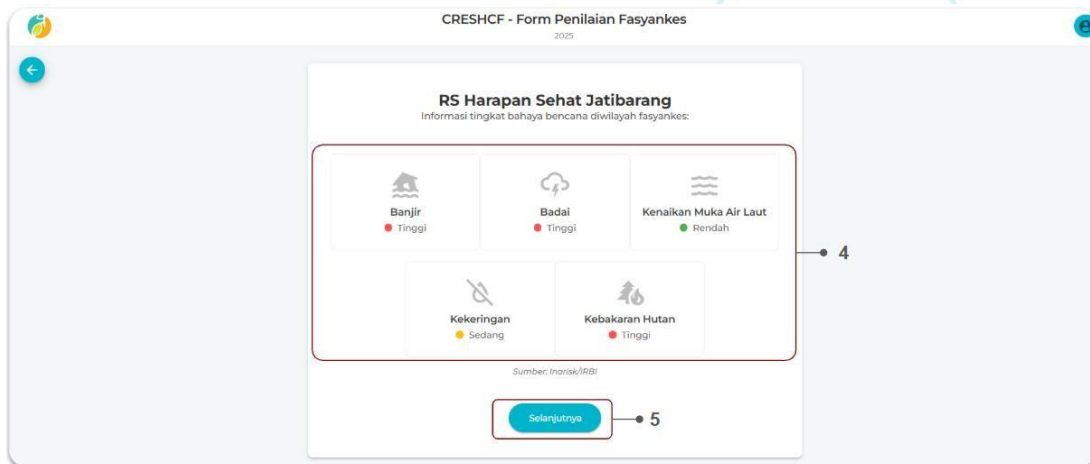 CRESHCF - Form Penilaian Fasyankes
2025
RS Harapan Sehat Jatibarang
Informasi tingkat bahaya bencana diwilayah fasyankes:
Banjir
Tinggi
Badai
Tinggi
Kenaikan Muka Air Laut
Rendah
4
Kekeringan
Sedang
Kebakaran Hutan
Tinggi
Sumber: Inarisk/IRBI
Selanjutnya
5